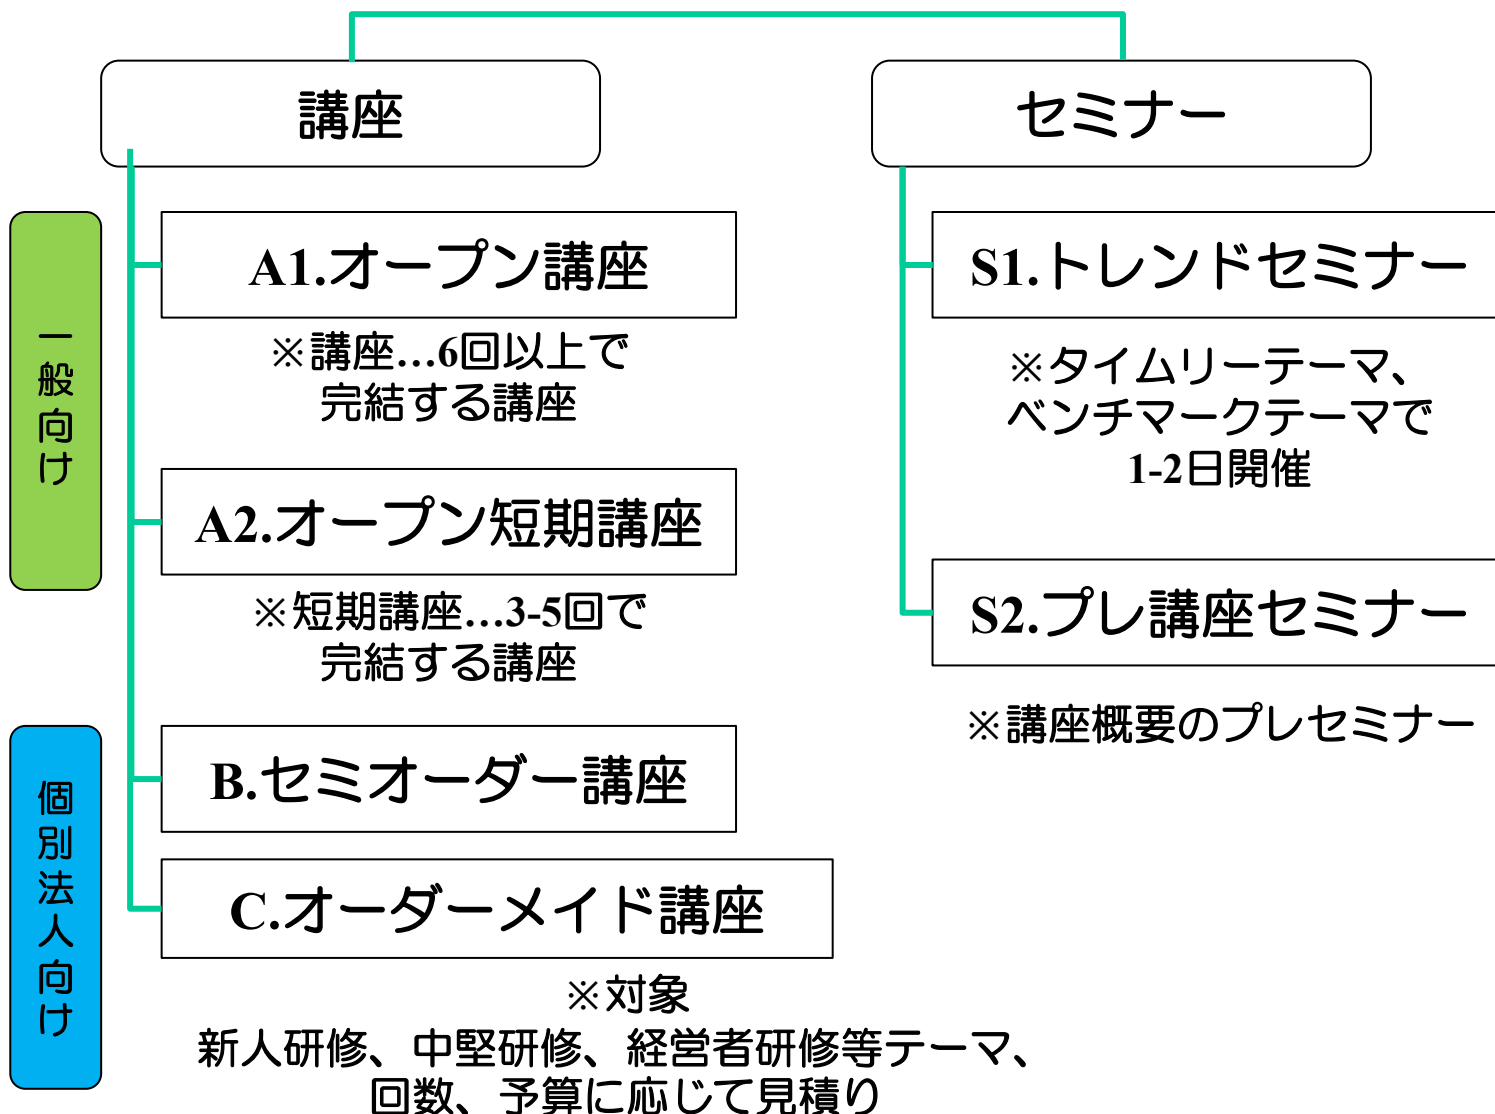 講座
セミナー
一般向け
A1.オープン講座
※講座…6回以上で
完結する講座
A2.オープン短期講座
※短期講座…3-5回で
完結する講座
個別法人向け
B.セミオーダー講座
C.オーダーメイド講座
※対象
新人研修、中堅研修、経営者研修等テーマ、
回数、予算に応じて見積り
S1.トレンドセミナー
※タイムリーテーマ、
ベンチマークテーマで
1-2日開催
S2.プレ講座セミナー
※講座概要のプレセミナー